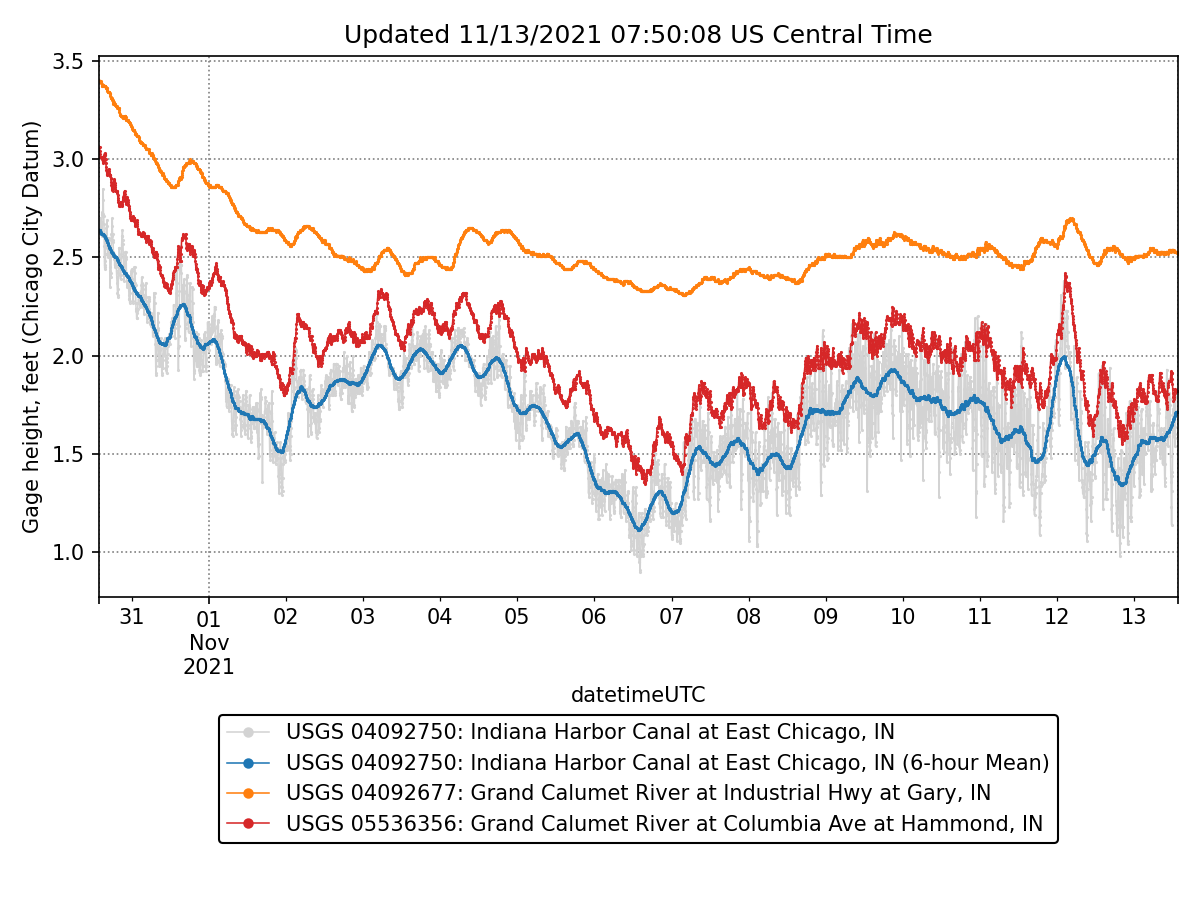 Updated 11/13/2021 07:50:08 US Central Time
Gage height, feet (Chicago City Datum)
3.5
3.0
2.5
2.0
1.5
1.0
31
01
Nov
2021
02
03
04
05
06
07
08
09
10
11
12
13
datetimeUTC
USGS 04092750: Indiana Harbor Canal at East Chicago, IN
USGS 04092750: Indiana Harbor Canal at East Chicago, IN (6-hour Mean)
USGS 04092677: Grand Calumet River at Industrial Hwy at Gary, IN
USGS 05536356: Grand Calumet River at Columbia Ave at Hammond, IN